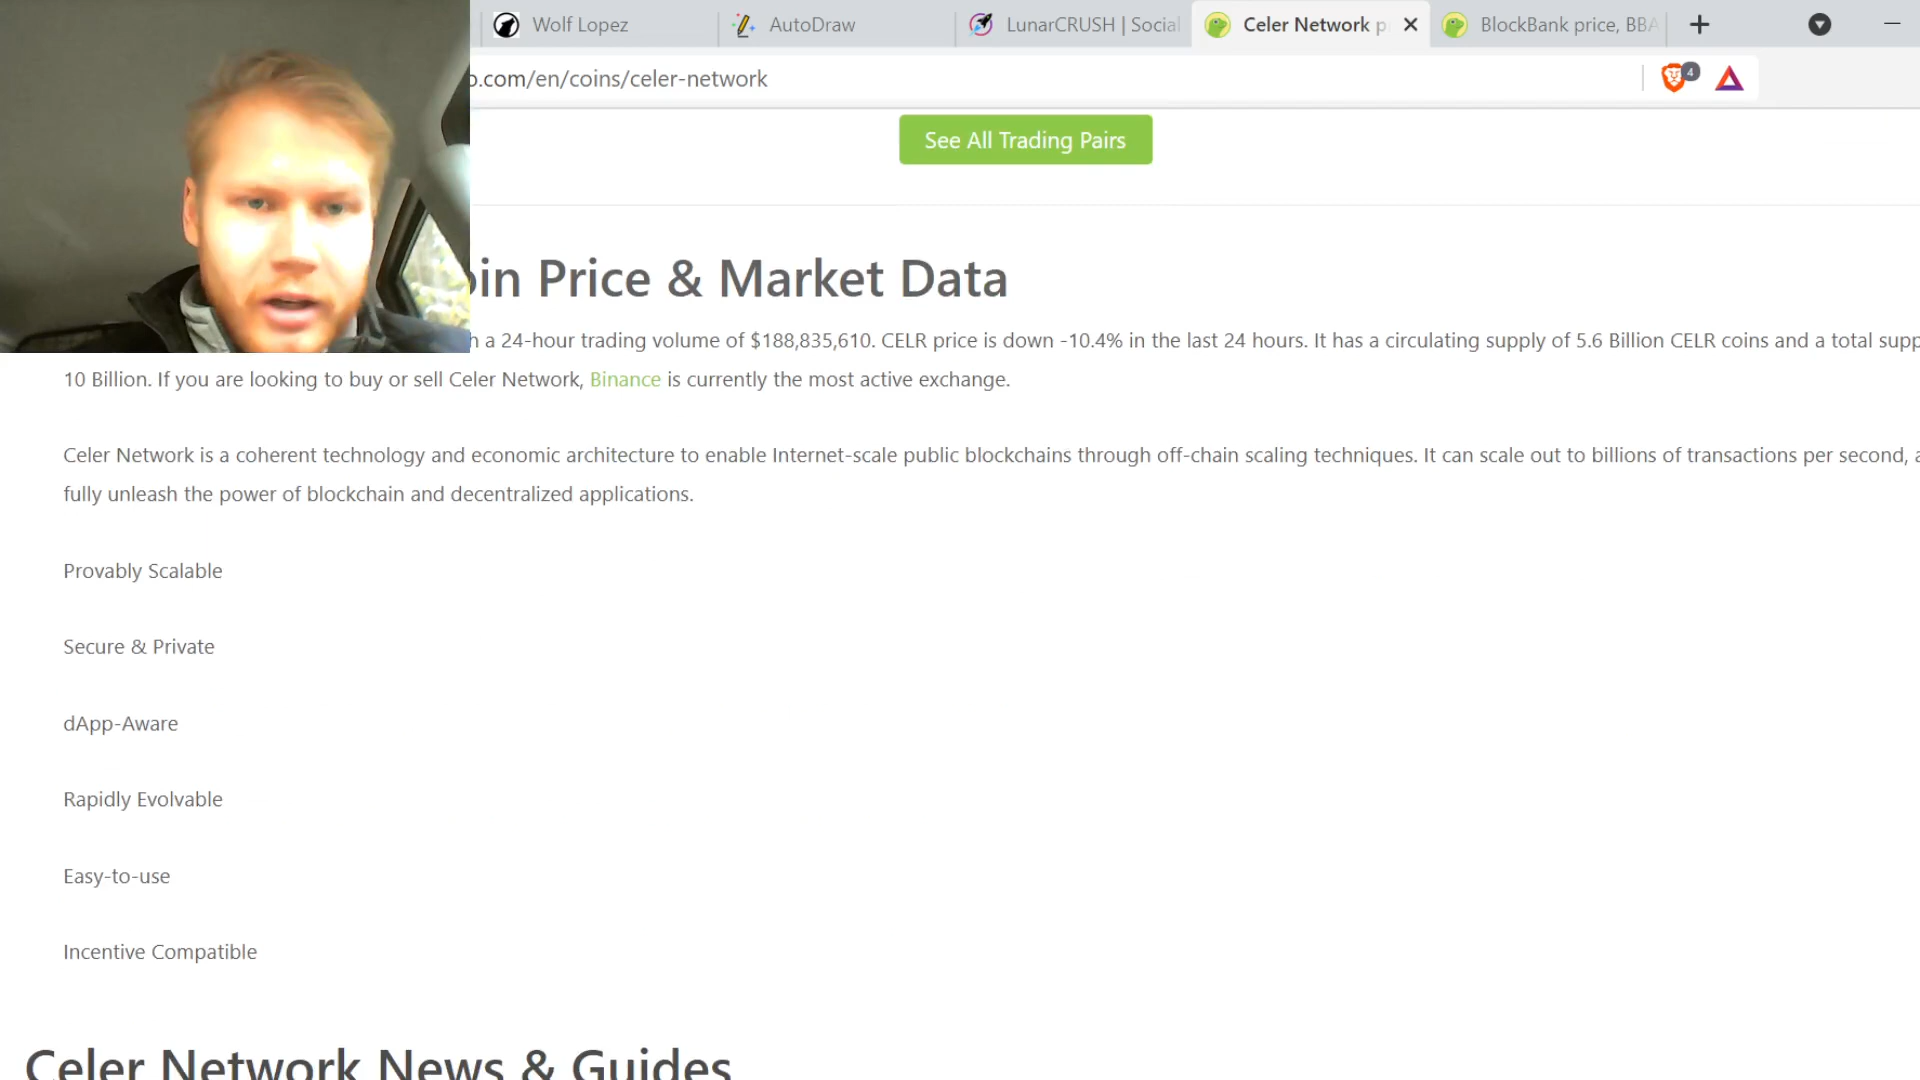 Wolf Lopez
AutoDraw
LunarCRUSH | Social
Celer Network p
BlockBank price, BBA
.com/en/coins/celer-network
4
See All Trading Pairs
in Price & Market Data
a 24-hour trading volume of $188,835,610. CELR price is down -10.4% in the last 24 hours. It has a circulating supply of 5.6 Billion CELR coins and a total supp
10 Billion. If you are looking to buy or sell Celer Network, Binance is currently the most active exchange.
Celer Network is a coherent technology and economic architecture to enable Internet-scale public blockchains through off-chain scaling techniques. It can scale out to billions of transactions per second, a
fully unleash the power of blockchain and decentralized applications.
Provably Scalable
Secure & Private
dApp-Aware
Rapidly Evolvable
Easy-to-use
Incentive Compatible
Celer Network News & Guides